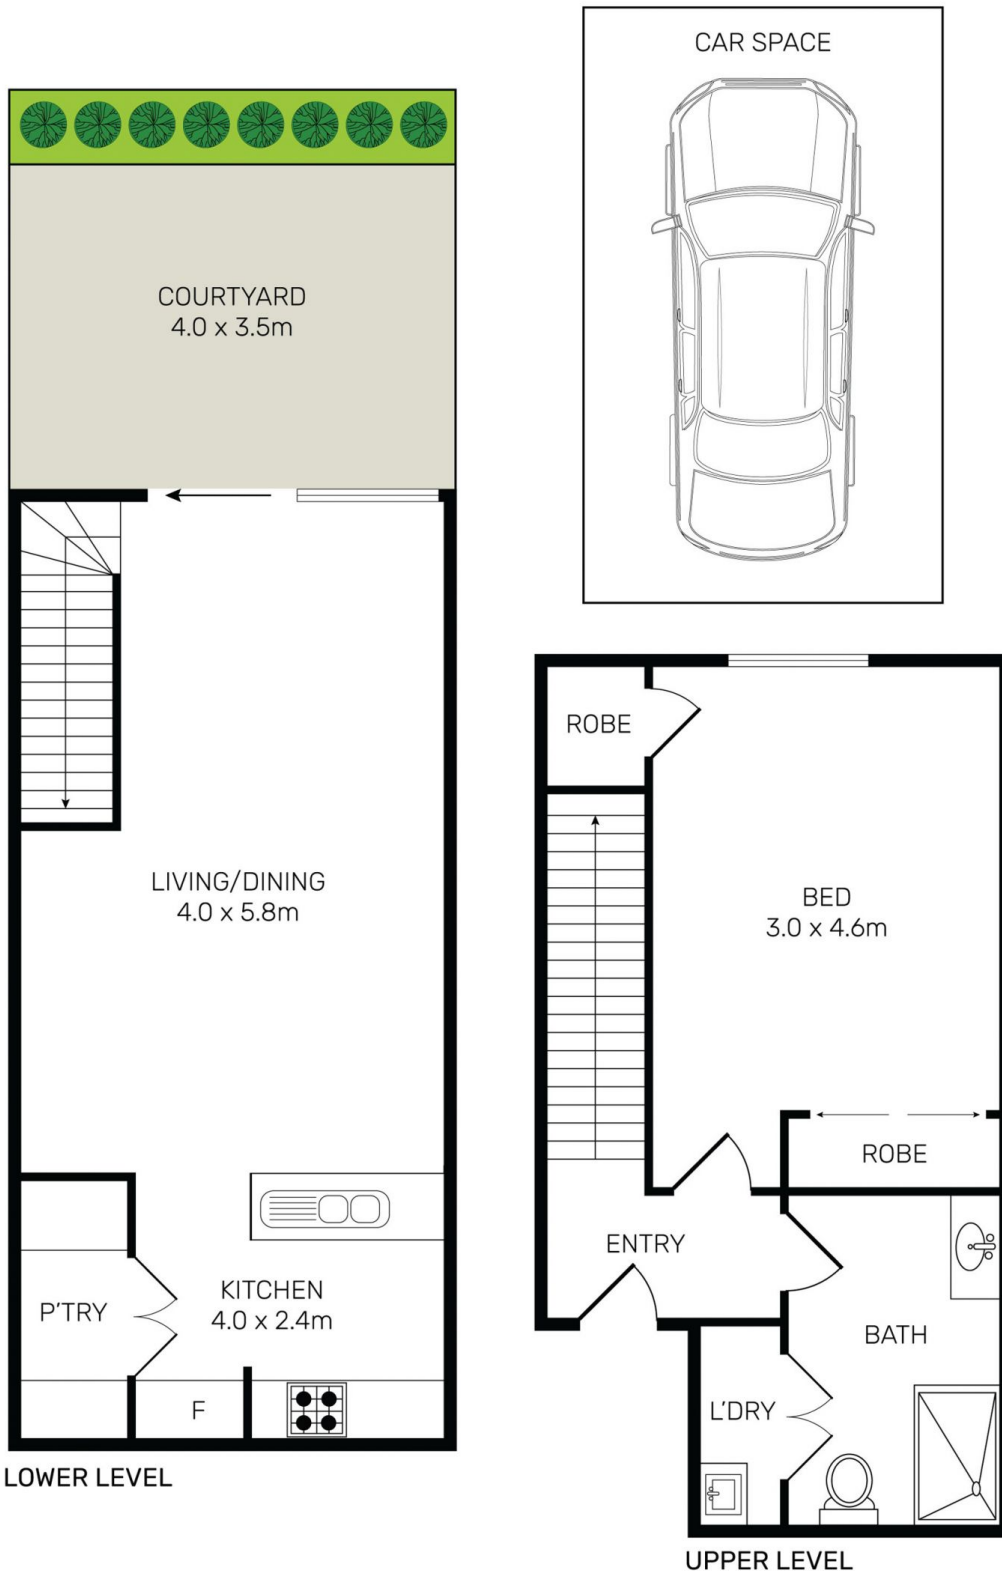 CAR SPACE
COURTYARD
4.0 x 3.5m
LIVING/DINING
4.0 x 5.8m
P'TRY
KITCHEN
4.0 x 2.4m
F
LOWER LEVEL
ROBE
BED
3.0 x 4.6m
ROBE
ENTRY
BATH
L'DRY
UPPER LEVEL